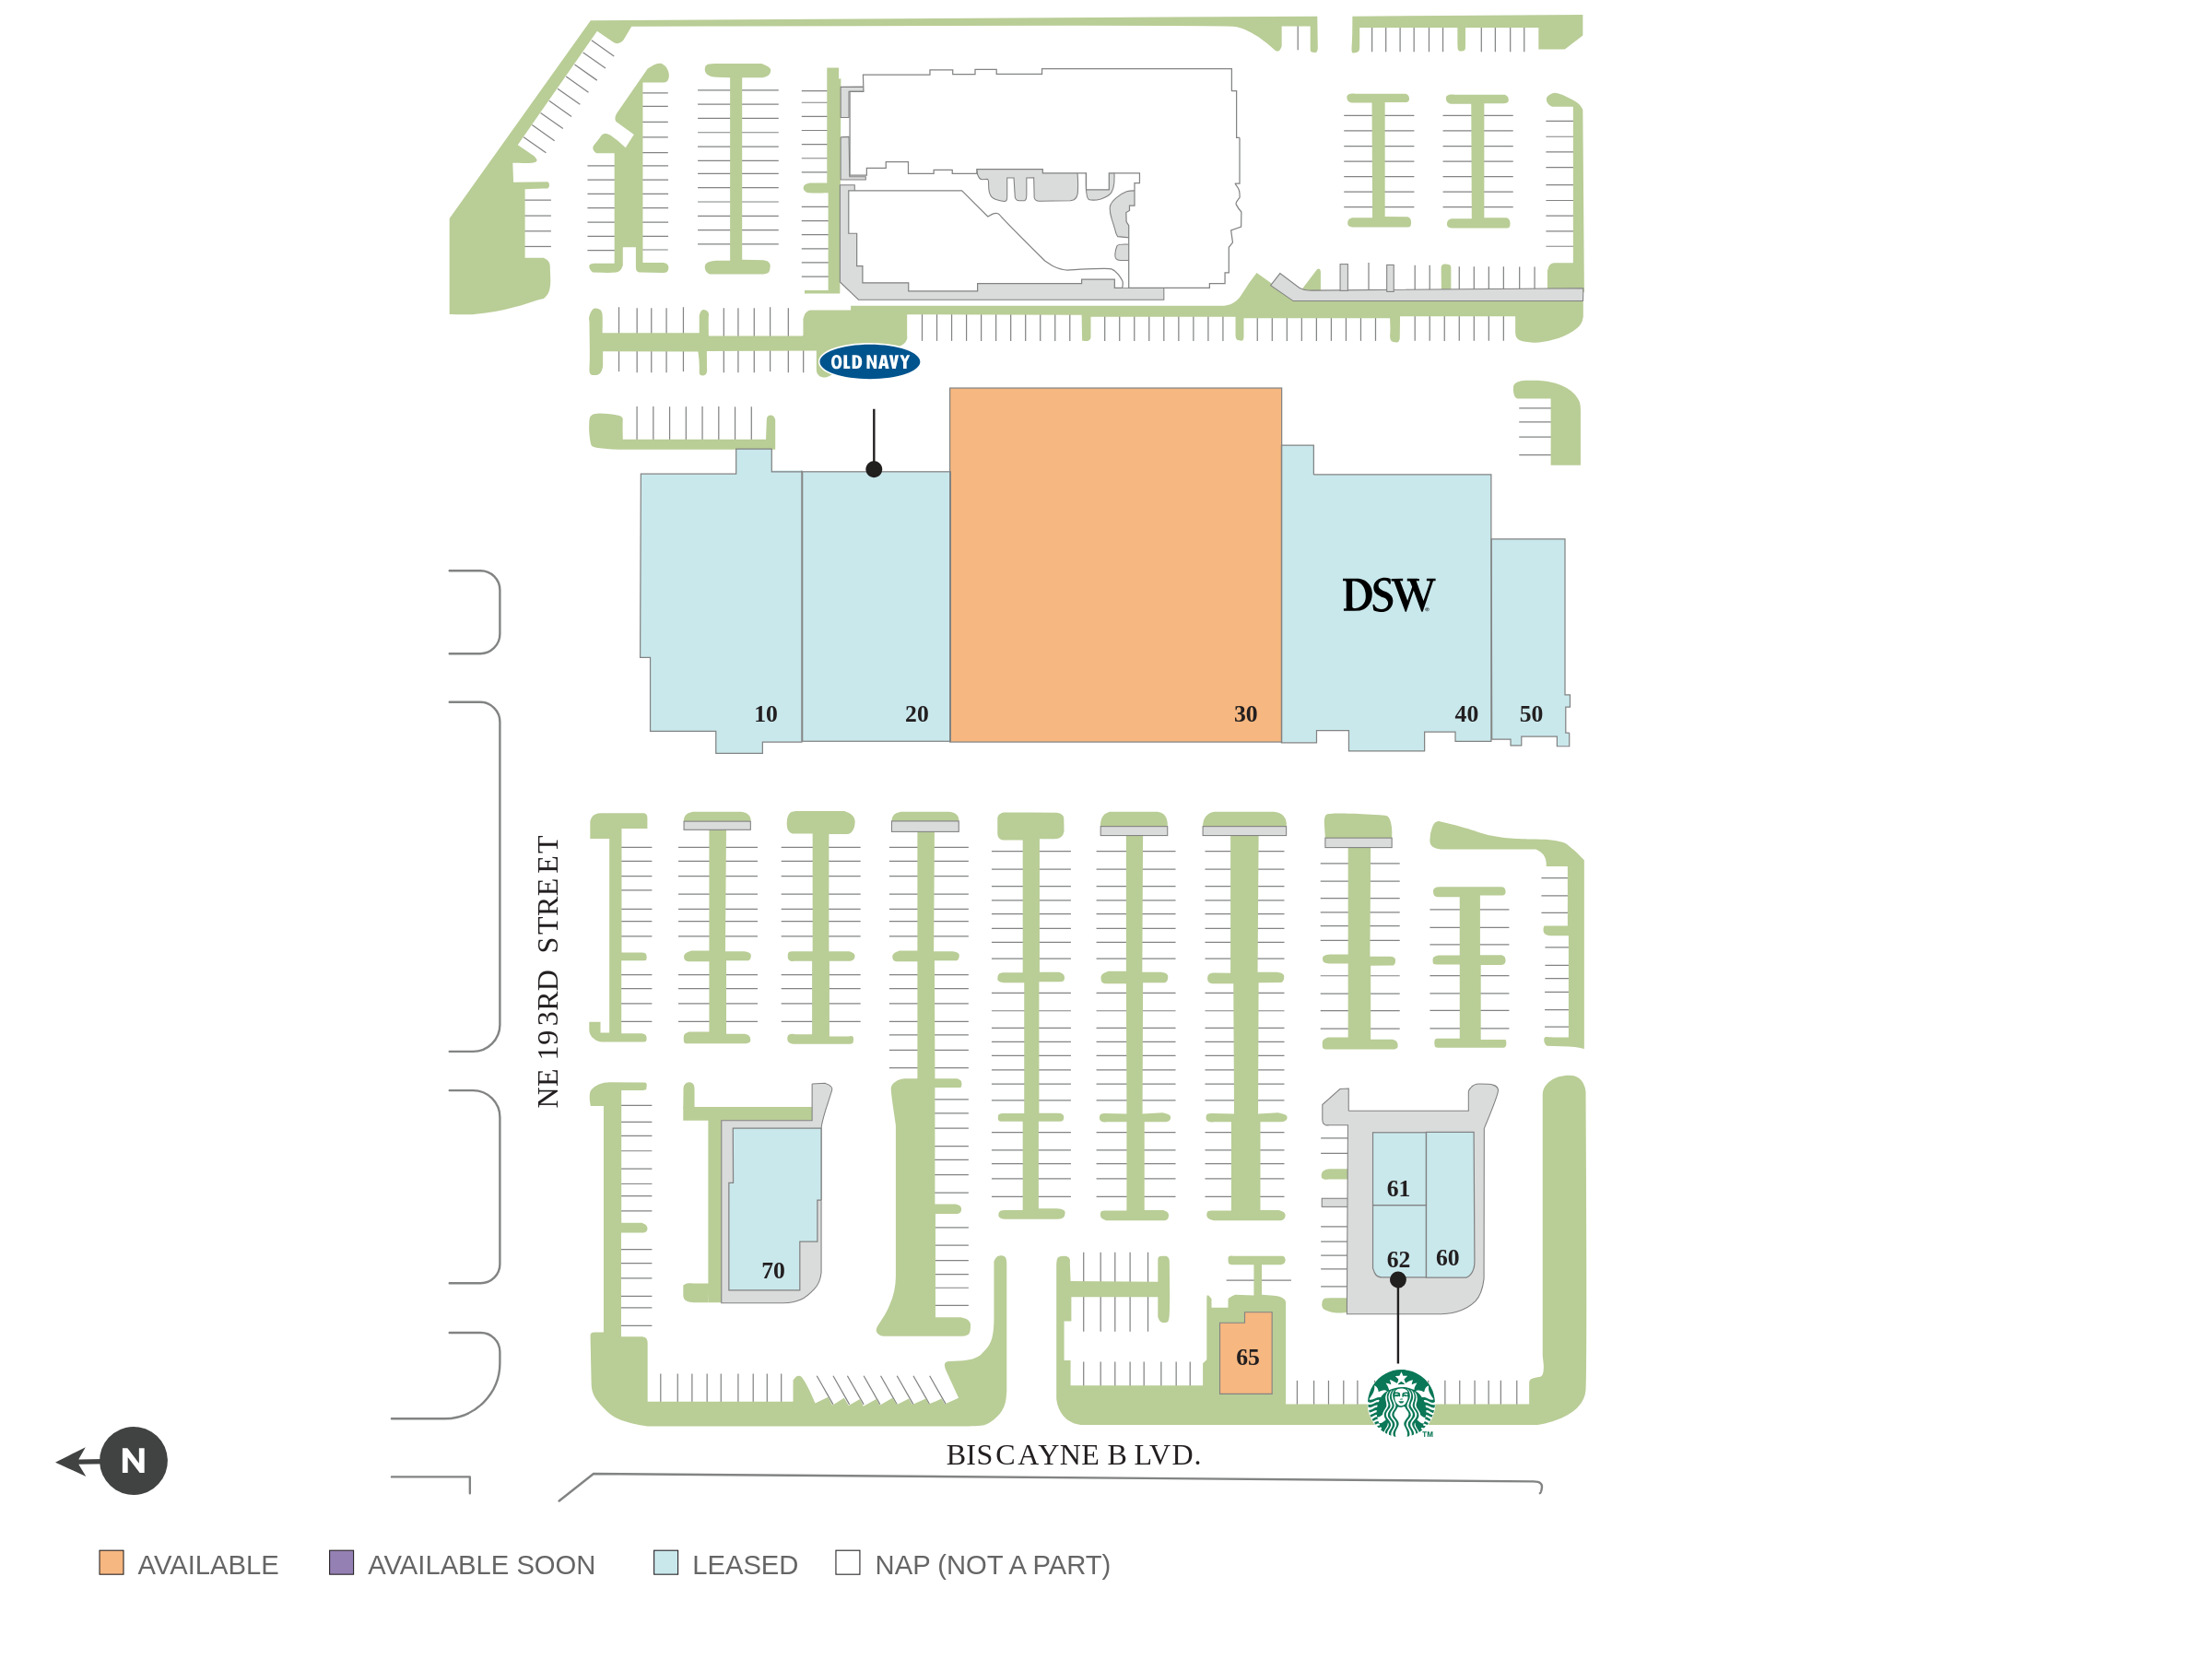 OLD NAVY
DSW
10
20
30
40
50
NE 193RD STREET
61
62
60
70
65
TM
BISCAYNE BLVD.
N
AVAILABLE
AVAILABLE SOON
LEASED
NAP (NOT A PART)